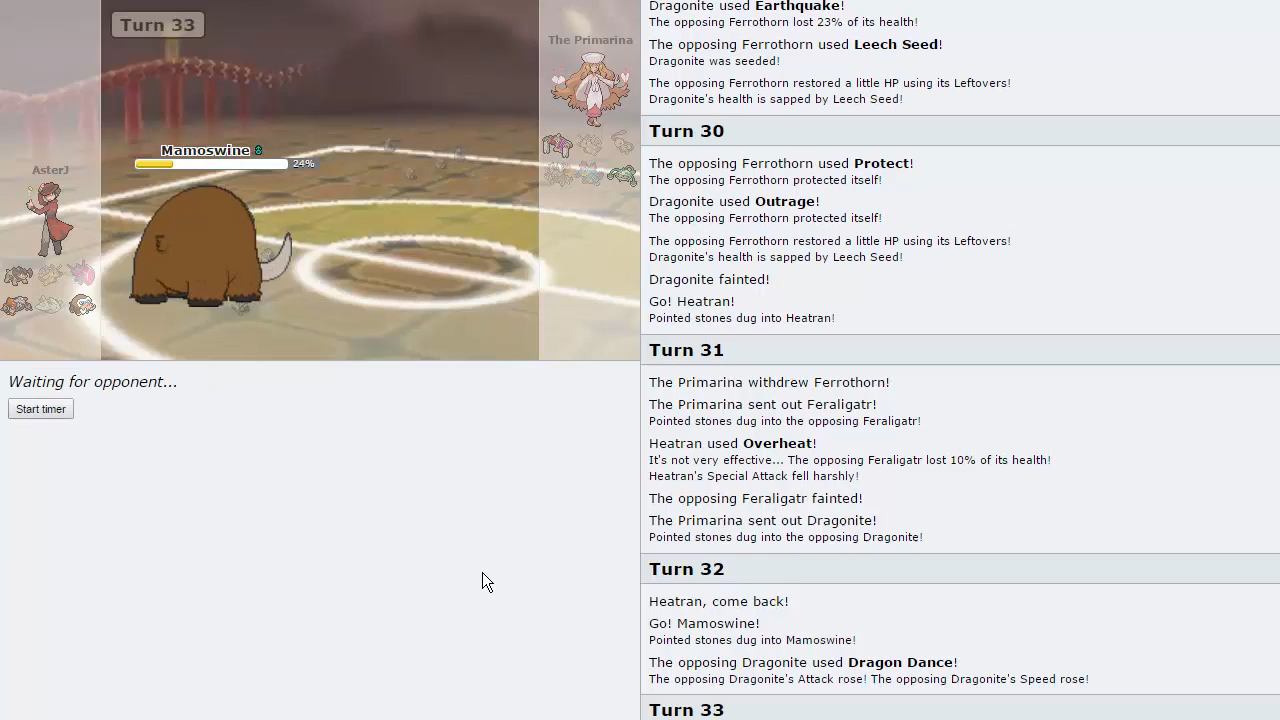 Turn 33
The Primarina
Mamoswine
24%
AsterJ
Waiting for opponent...
Start timer
Dragonite used Earthquake!
The opposing Ferrothorn lost 23% of its health!
The opposing Ferrothorn used Leech Seed!
Dragonite was seeded!
The opposing Ferrothorn restored a little HP using its Leftovers!
Dragonite's health is sapped by Leech Seed!
Turn 30
The opposing Ferrothorn used Protect!
The opposing Ferrothorn protected itself!
Dragonite used Outrage!
The opposing Ferrothorn protected itself!
The opposing Ferrothorn restored a little HP using its Leftovers!
Dragonite's health is sapped by Leech Seed!
Dragonite fainted!
Go! Heatran!
Pointed stones dug into Heatran!
Turn 31
The Primarina withdrew Ferrothorn!
The Primarina sent out Feraligatr!
Pointed stones dug into the opposing Feraligatr!
Heatran used Overheat!
It's not very effective... The opposing Feraligatr lost 10% of its health!
Heatran's Special Attack fell harshly!
The opposing Feraligatr fainted!
The Primarina sent out Dragonite!
Pointed stones dug into the opposing Dragonite!
Turn 32
Heatran, come back!
Go! Mamoswine!
Pointed stones dug into Mamoswine!
The opposing Dragonite used Dragon Dance!
The opposing Dragonite's Attack rose! The opposing Dragonite's Speed rose!
Turn 33